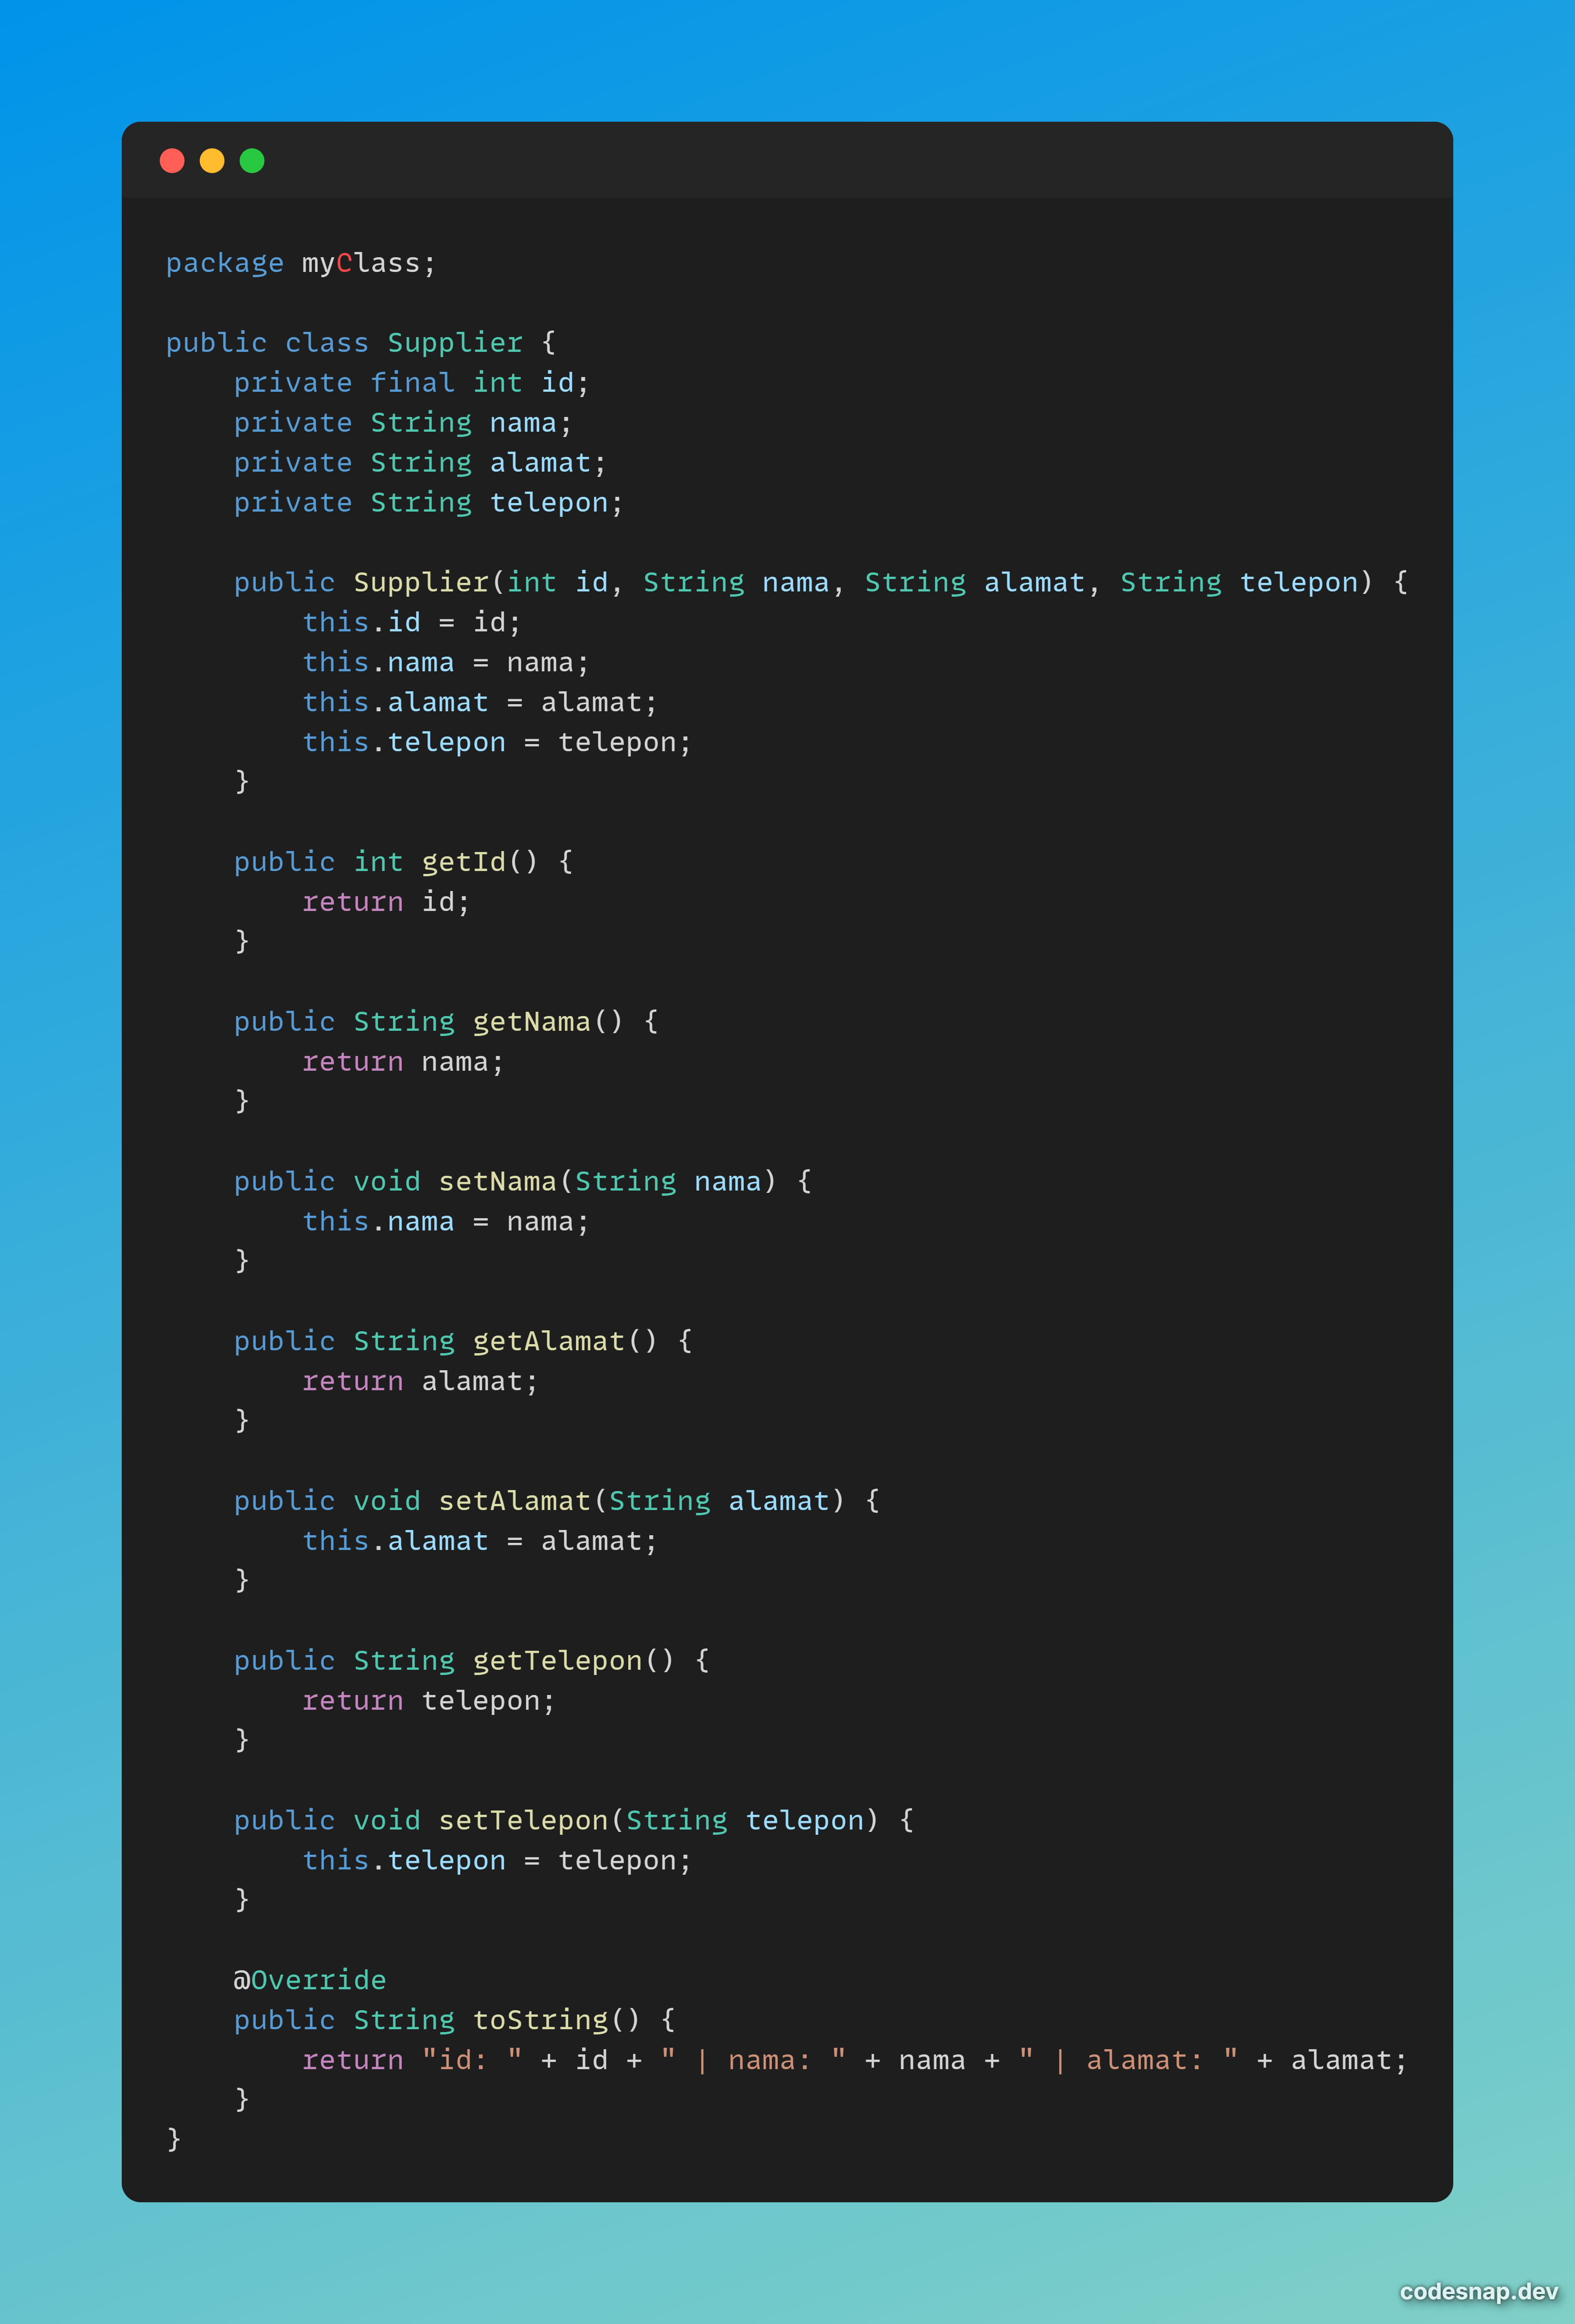 package myClass;
public class Supplier {
    private final int id;
    private String nama;
    private String alamat;
    private String telepon;
    public Supplier(int id, String nama, String alamat, String telepon) {
        this.id = id;
        this.nama = nama;
        this.alamat = alamat;
        this.telepon = telepon;
    }
    public int getId() {
        return id;
    }
    public String getNama() {
        return nama;
    }
    public void setNama(String nama) {
        this.nama = nama;
    }
    public String getAlamat() {
        return alamat;
    }
    public void setAlamat(String alamat) {
        this.alamat = alamat;
    }
    public String getTelepon() {
        return telepon;
    }
    public void setTelepon(String telepon) {
        this.telepon = telepon;
    }
    @Override
    public String toString() {
        return "id: " + id + " | nama: " + nama + " | alamat: " + alamat;
    }
}
codesnap.dev